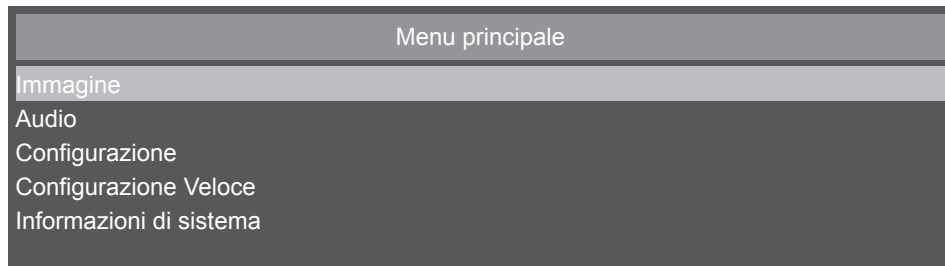 Menu principale
Immagine
Audio
Configurazione
Configurazione Veloce
Informazioni di sistema